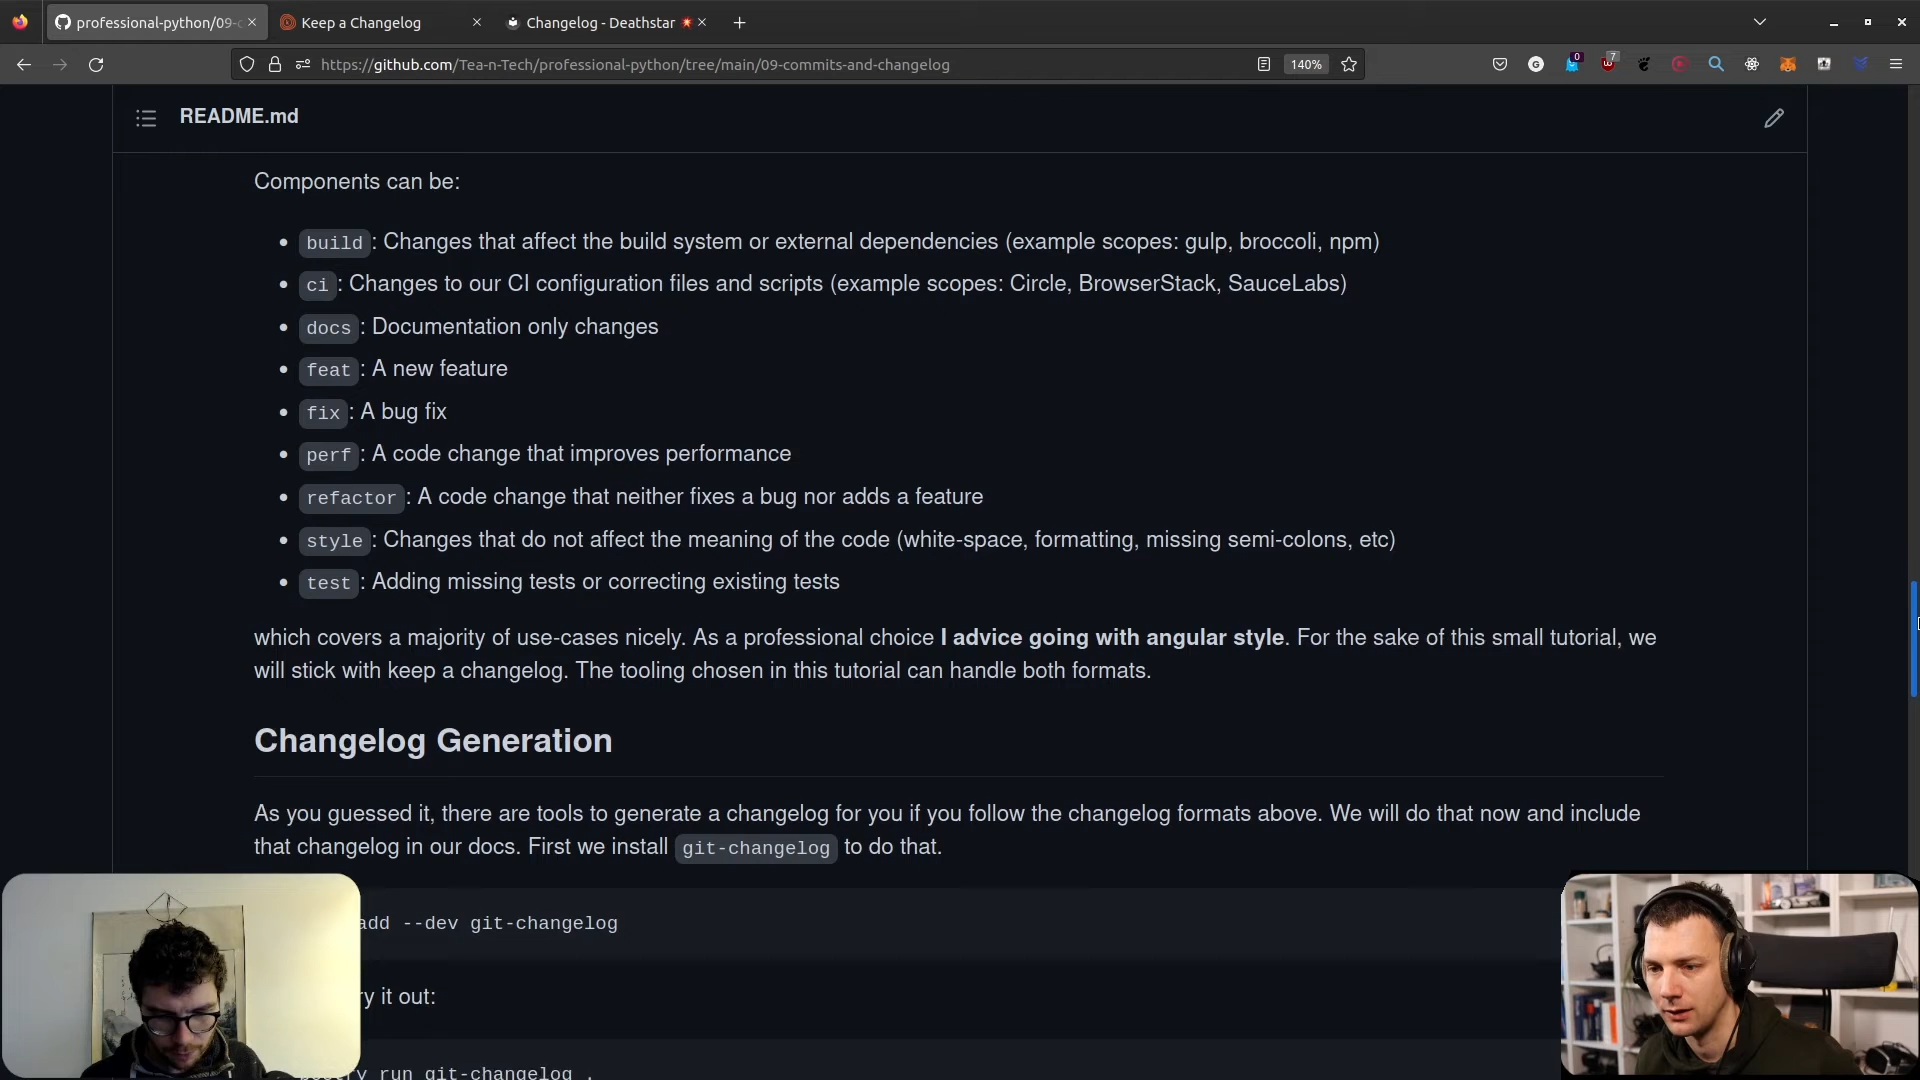 professional-python/09-c
Keep a Changelog
Changelog - Deathstar
https://github.com/Tea-n-Tech/professional-python/tree/main/09-commits-and-changelog
140%
0
7
README.md
Components can be:
build: Changes that affect the build system or external dependencies (example scopes: gulp, broccoli, npm)
ci: Changes to our CI configuration files and scripts (example scopes: Circle, BrowserStack, SauceLabs)
docs: Documentation only changes
feat: A new feature
fix: A bug fix
perf: A code change that improves performance
refactor: A code change that neither fixes a bug nor adds a feature
style: Changes that do not affect the meaning of the code (white-space, formatting, missing semi-colons, etc)
test: Adding missing tests or correcting existing tests
which covers a majority of use-cases nicely. As a professional choice I advice going with angular style. For the sake of this small tutorial, we
will stick with keep a changelog. The tooling chosen in this tutorial can handle both formats.
Changelog Generation
As you guessed it, there are tools to generate a changelog for you if you follow the changelog formats above. We will do that now and include
that changelog in our docs. First we install git-changelog to do that.
add --dev git-changelog
it out:
run git-changelog .